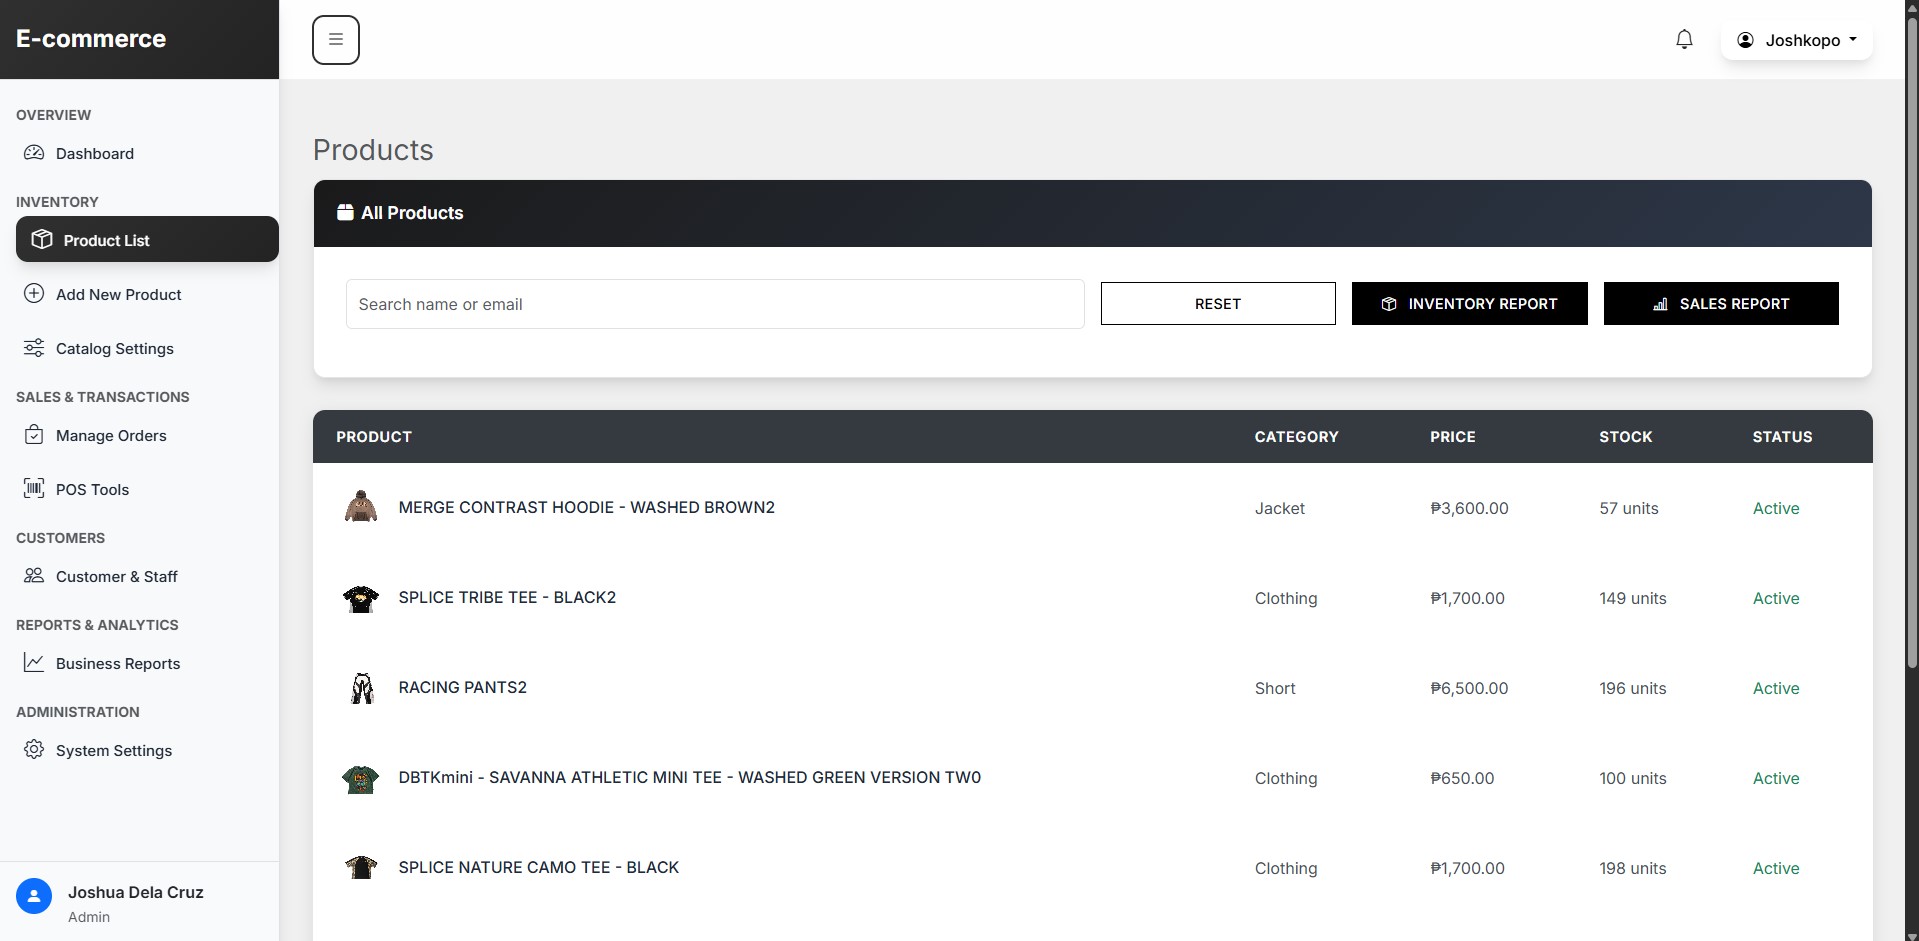 E-commerce
Joshkopo
OVERVIEW
Dashboard
INVENTORY
Product List
Add New Product
Catalog Settings
SALES & TRANSACTIONS
Manage Orders
POS Tools
CUSTOMERS
Customer & Staff
REPORTS & ANALYTICS
Business Reports
ADMINISTRATION
System Settings
Joshua Dela Cruz
Admin
Products
All Products
Search name or email RESET INVENTORY REPORT SALES REPORT
PRODUCT CATEGORY PRICE STOCK STATUS
MERGE CONTRAST HOODIE - WASHED BROWN2 Jacket ₱3,600.00 57 units Active
SPLICE TRIBE TEE - BLACK2 Clothing ₱1,700.00 149 units Active
RACING PANTS2 Short ₱6,500.00 196 units Active
DBTKmini - SAVANNA ATHLETIC MINI TEE - WASHED GREEN VERSION TW0 Clothing ₱650.00 100 units Active
SPLICE NATURE CAMO TEE - BLACK Clothing ₱1,700.00 198 units Active